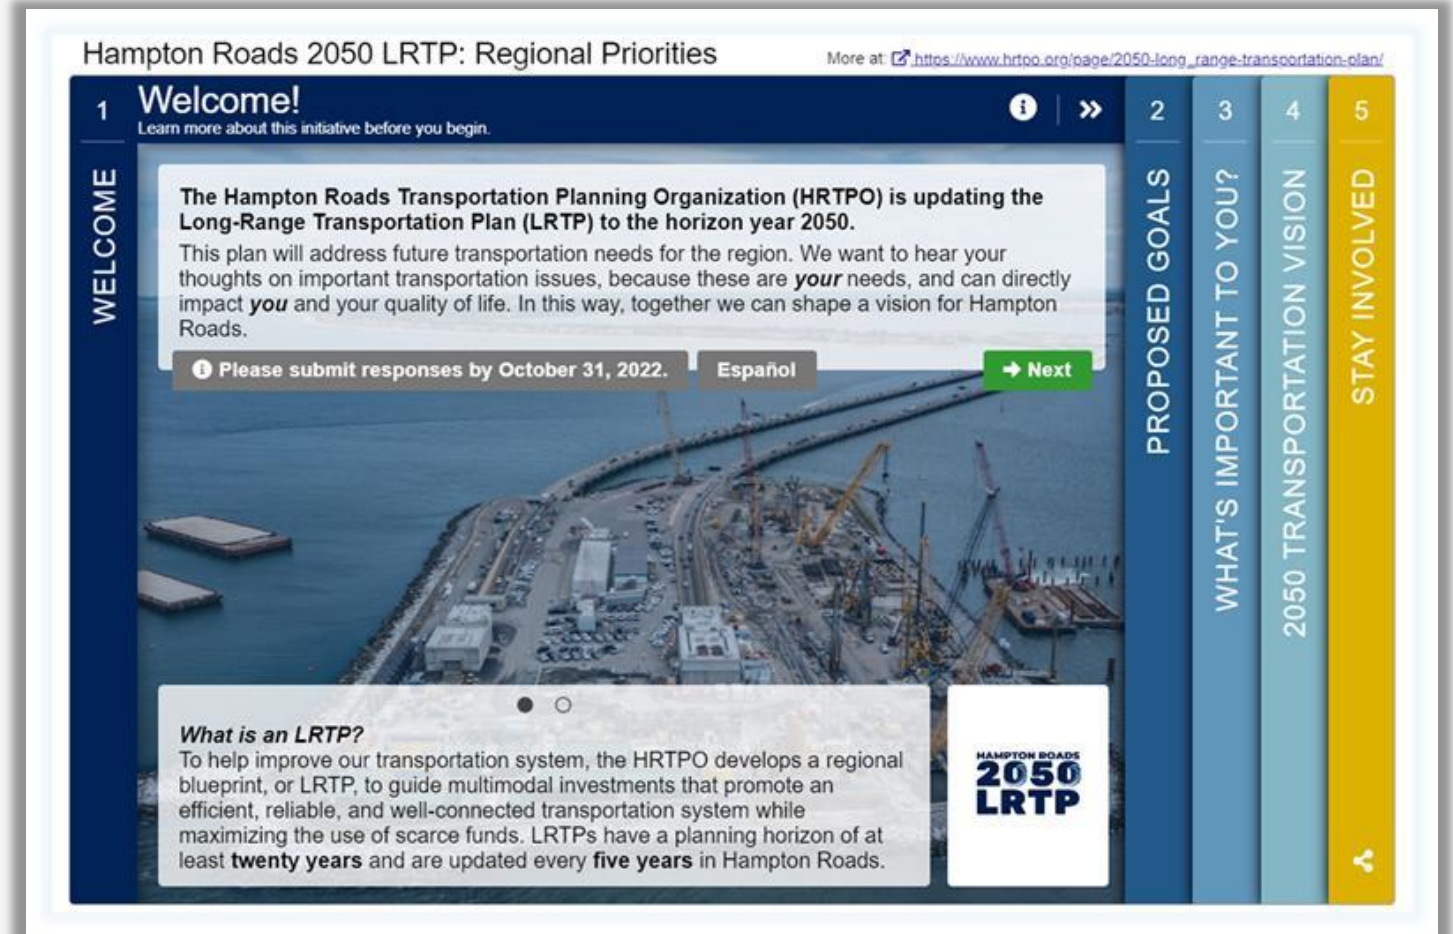 Hampton Roads 2050 LRTP: Regional Priorities
More at: https://www.hrtpo.org/page/2050-long_range-transportation-plan/
1
Welcome!
Learn more about this initiative before you begin.
WELCOME
The Hampton Roads Transportation Planning Organization (HRTPO) is updating the
Long-Range Transportation Plan (LRTP) to the horizon year 2050.
This plan will address future transportation needs for the region. We want to hear your
thoughts on important transportation issues, because these are your needs, and can directly
impact you and your quality of life. In this way, together we can shape a vision for Hampton
Roads.
Please submit responses by October 31, 2022.
Español
Next
What is an LRTP?
To help improve our transportation system, the HRTPO develops a regional
blueprint, or LRTP, to guide multimodal investments that promote an
efficient, reliable, and well-connected transportation system while
maximizing the use of scarce funds. LRTPs have a planning horizon of at
least twenty years and are updated every five years in Hampton Roads.
HAMPTON ROADS
2050
LRTP
2
PROPOSED GOALS
3
WHAT'S IMPORTANT TO YOU?
4
2050 TRANSPORTATION VISION
5
STAY INVOLVED